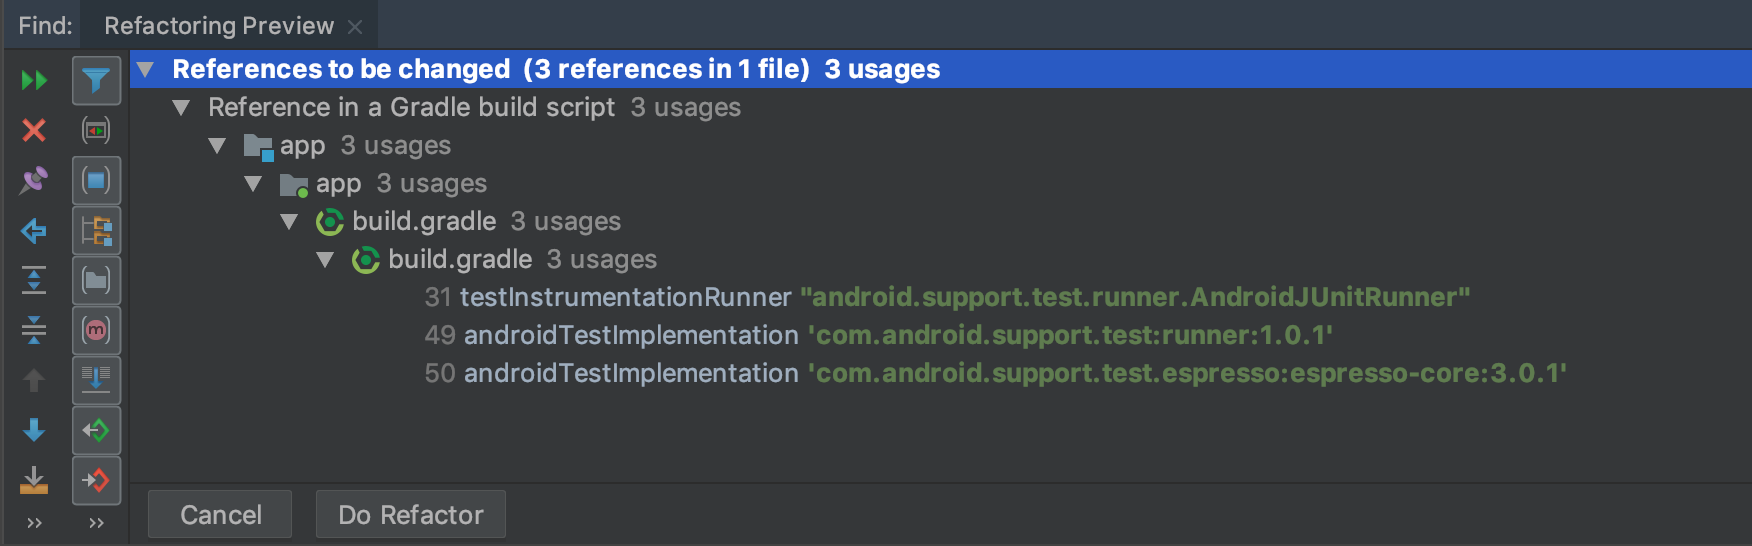 Find: Refactoring Preview
References to be changed (3 references in 1 file) 3 usages
Reference in a Gradle build script 3 usages
app 3 usages
app 3 usages
build.gradle 3 usages
build.gradle 3 usages
31 testInstrumentationRunner "android.support.test.runner.AndroidJUnitRunner"
49 androidTestImplementation 'com.android.support.test:runner:1.0.1'
50 androidTestImplementation 'com.android.support.test.espresso:espresso-core:3.0.1'
Cancel Do Refactor